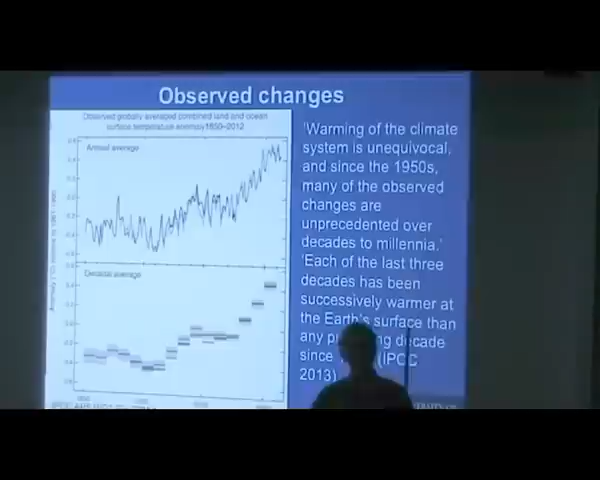 Observed changes
Observed globally averaged combined land and ocean
surface temperature anomaly 1850–2012
Annual average
Decadal average
'Warming of the climate
system is unequivocal,
and since the 1950s,
many of the observed
changes are
unprecedented over
decades to millennia.'
'Each of the last three
decades has been
successively warmer at
the Earth's surface than
any decade
since (IPCC
2013)